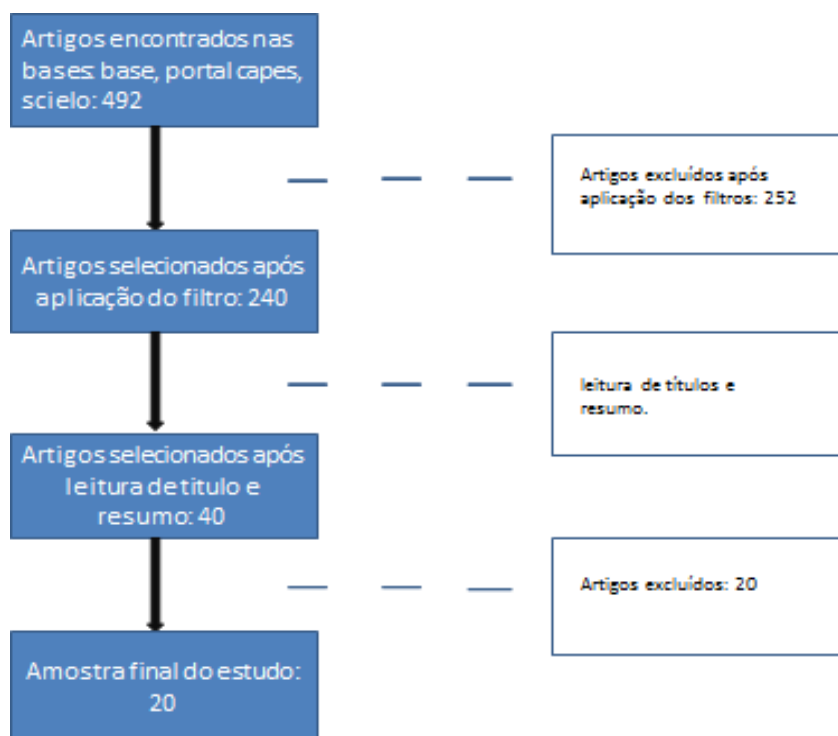 Artigos encontrados nas
bases: base, portal capes,
scielo: 492
Artigos excluídos após
aplicação dos filtros: 252
Artigos selecionados após
aplicação do filtro: 240
leitura de títulos e
resumo.
Artigos selecionados após
leitura de titulo e
resumo: 40
Artigos excluídos: 20
Amostra final do estudo:
20